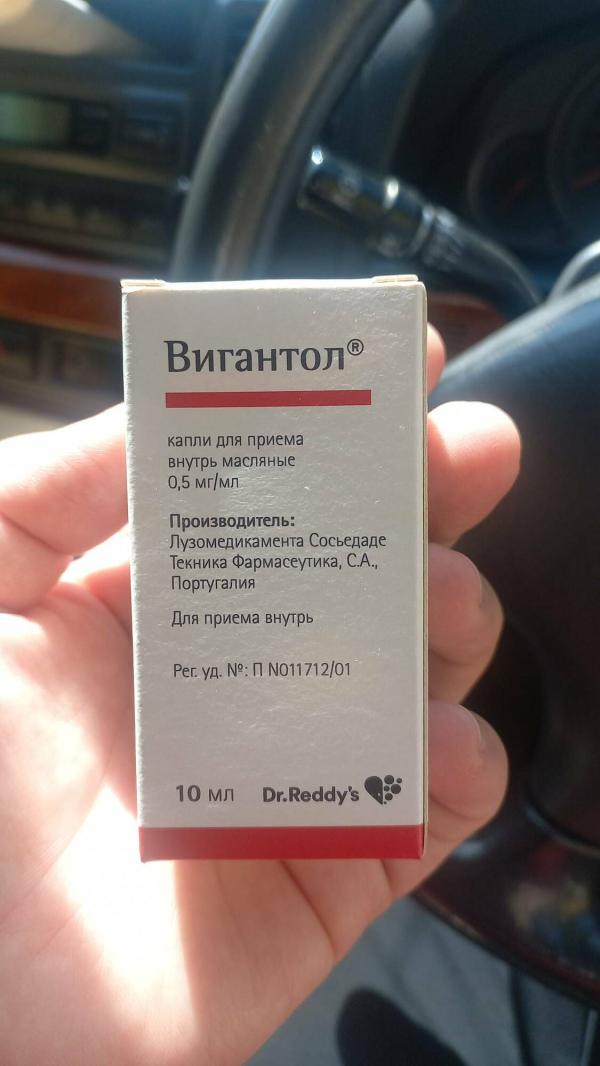 Вигантол®
капли для приема
внутрь масляные
0,5 мг/мл
Производитель:
Лузомедикамента Сосьедаде
Текника Фармасеутика, С.А.,
Португалия
Для приема внутрь
Рег. уд. №: П N011712/01
10 мл Dr.Reddy's